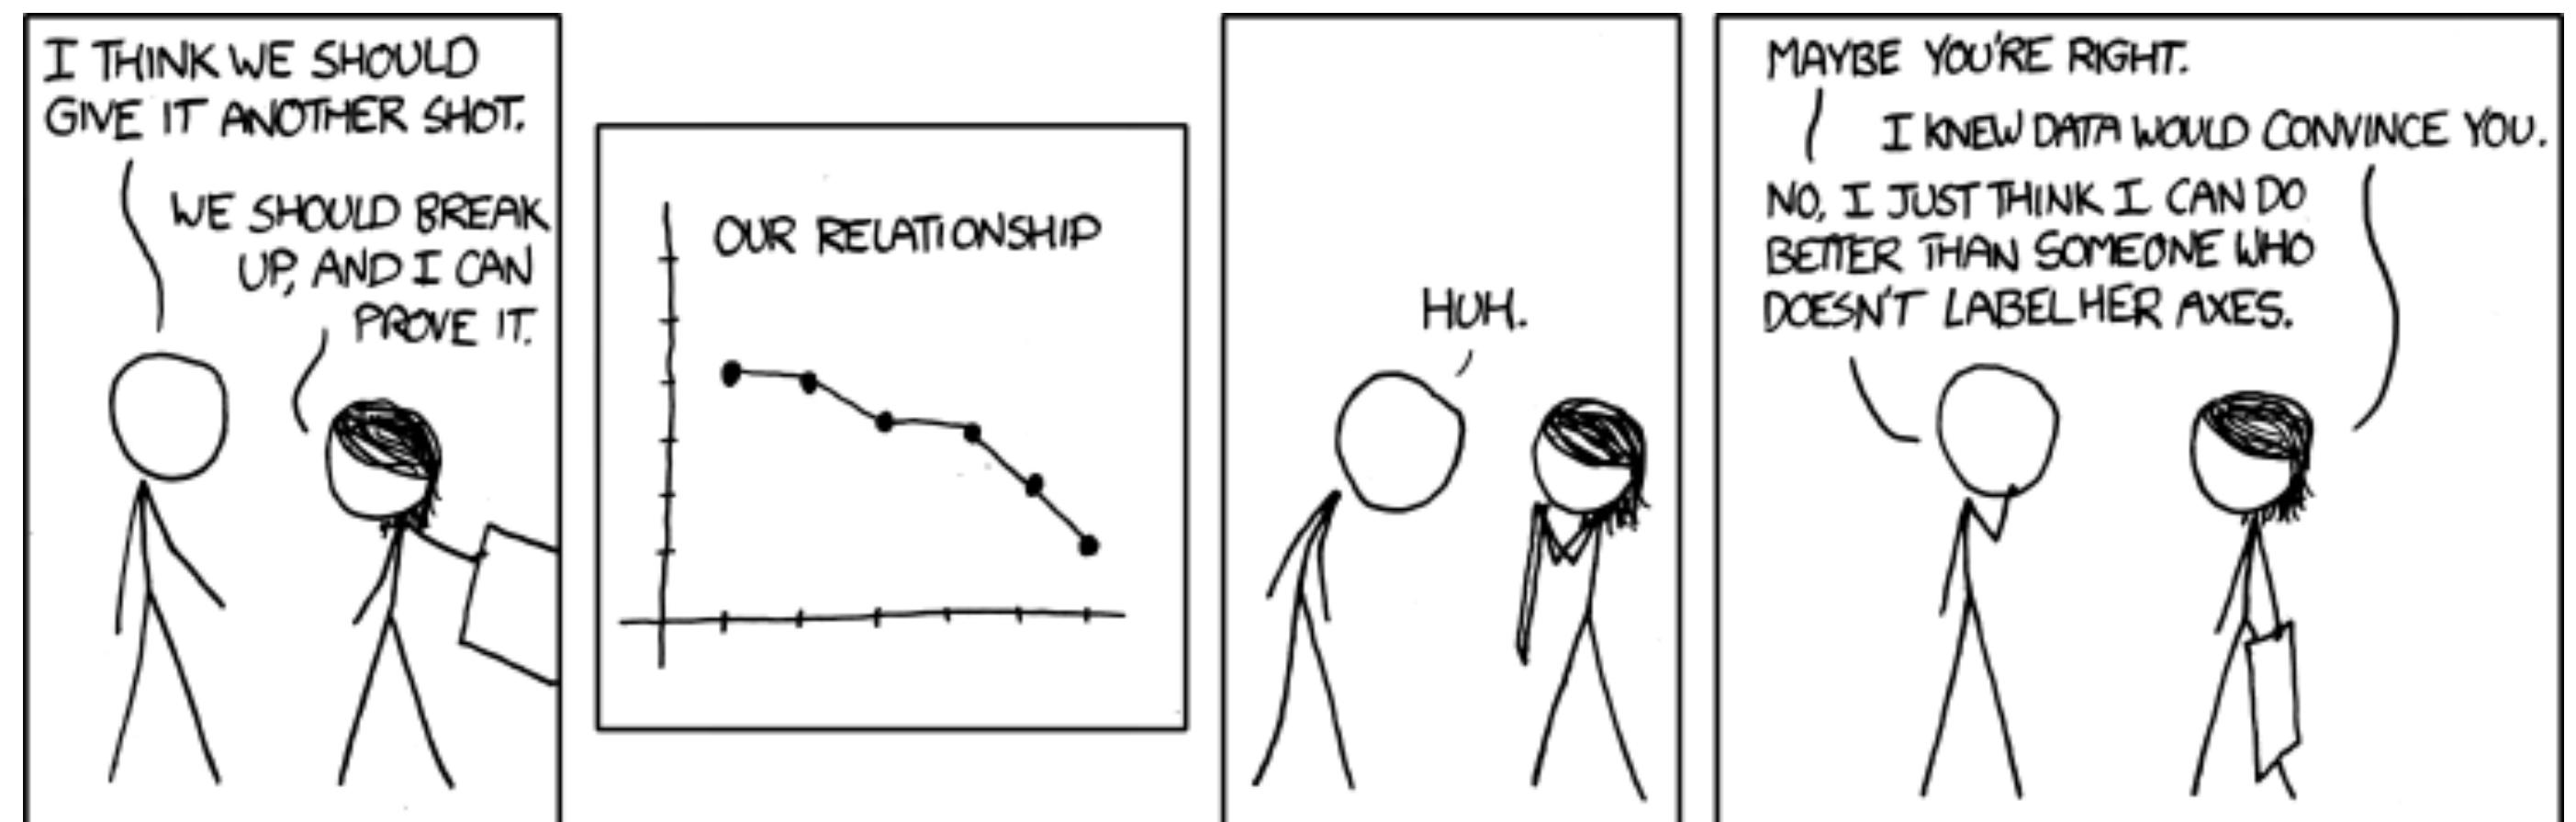 I THINK WE SHOULD
GIVE IT ANOTHER SHOT.
WE SHOULD BREAK
UP, AND I CAN
PROVE IT.
OUR RELATIONSHIP
HUH.
MAYBE YOU'RE RIGHT.
I KNEW DATA WOULD CONVINCE YOU.
NO, I JUST THINK I CAN DO
BETTER THAN SOMEONE WHO
DOESN'T LABEL HER AXES.